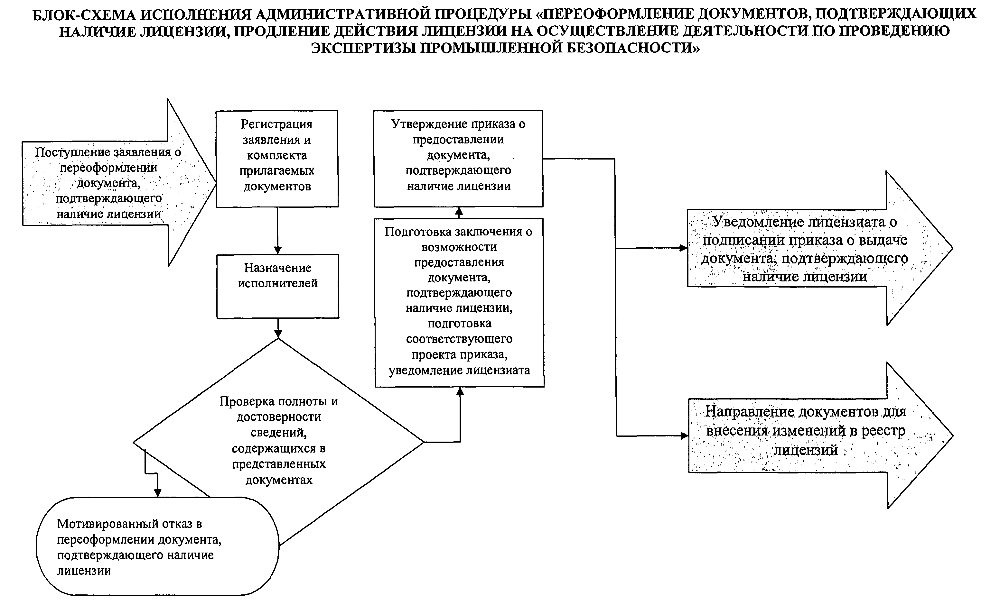 БЛОК-СХЕМА ИСПОЛНЕНИЯ АДМИНИСТРАТИВНОЙ ПРОЦЕДУРЫ «ПЕРЕОФОРМЛЕНИЕ ДОКУМЕНТОВ, ПОДТВЕРЖДАЮЩИХ
НАЛИЧИЕ ЛИЦЕНЗИИ, ПРОДЛЕНИЕ ДЕЙСТВИЯ ЛИЦЕНЗИИ НА ОСУЩЕСТВЛЕНИЕ ДЕЯТЕЛЬНОСТИ ПО ПРОВЕДЕНИЮ
ЭКСПЕРТИЗЫ ПРОМЫШЛЕННОЙ БЕЗОПАСНОСТИ»
Поступление заявления о
переоформлении
документа,
подтверждающего
наличие лицензии
Регистрация
заявления и
комплекта
прилагаемых
документов
Назначение
исполнителей
Проверка полноты и
достоверности
сведений,
содержащихся в
представленных
документах
Мотивированный отказ в
переоформлении документа,
подтверждающего наличие
лицензии
Утверждение приказа о
предоставлении
документа,
подтверждающего
наличие лицензии
Подготовка заключения о
возможности
предоставления
документа,
подтверждающего
наличие лицензии,
подготовка
соответствующего
проекта приказа,
уведомление лицензиата
Уведомление лицензиата о
подписании приказа о выдаче
документа, подтверждающего
наличие лицензии
Направление документов для
внесения изменений в реестр
лицензий